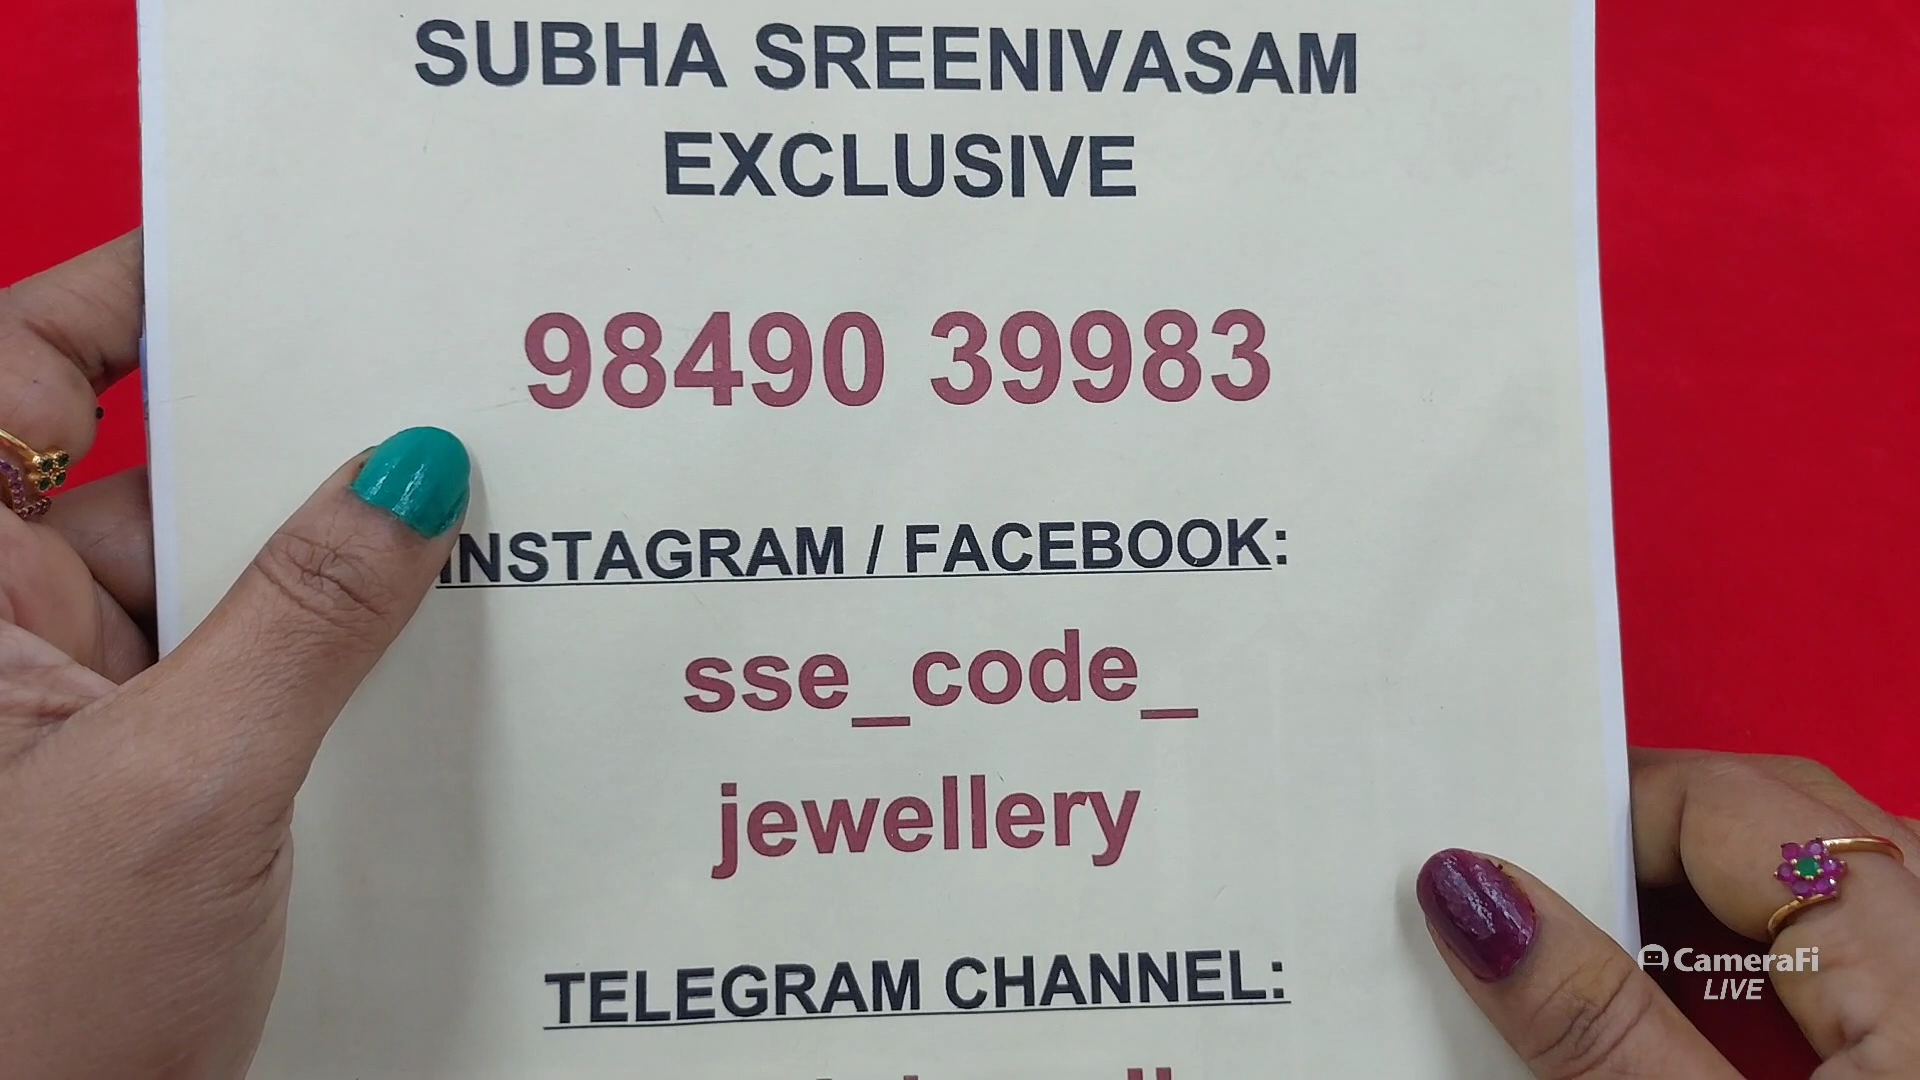 SUBHA SREENIVASAM
EXCLUSIVE
98490 39983
INSTAGRAM / FACEBOOK:
sse_code_
jewellery
TELEGRAM CHANNEL:
CameraFi
LIVE